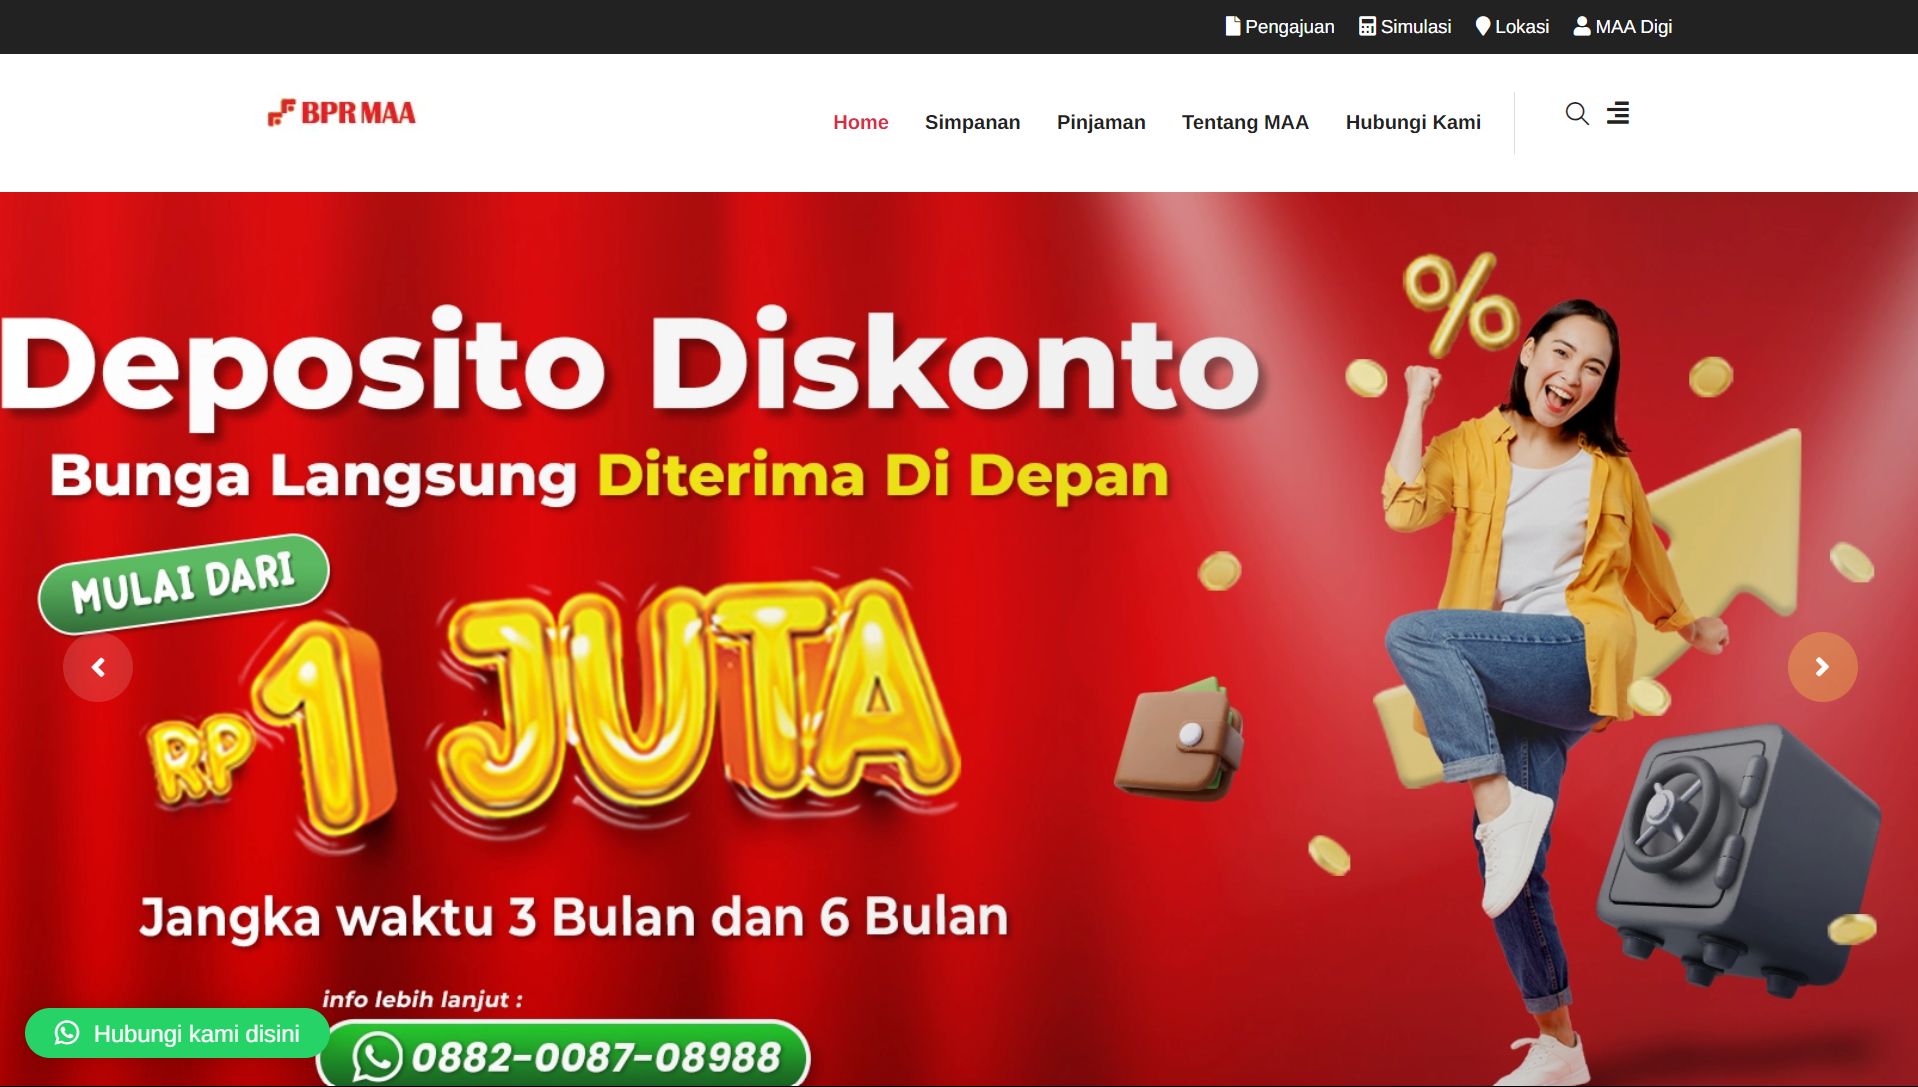 Pengajuan Simulasi Lokasi MAA Digi
BPR MAA
Home Simpanan Pinjaman Tentang MAA Hubungi Kami
%
Deposito Diskonto
Bunga Langsung Diterima Di Depan
MULAI DARI
RP 1 JUTA
Jangka waktu 3 Bulan dan 6 Bulan
info lebih lanjut :
Hubungi kami disini
0882-0087-08988